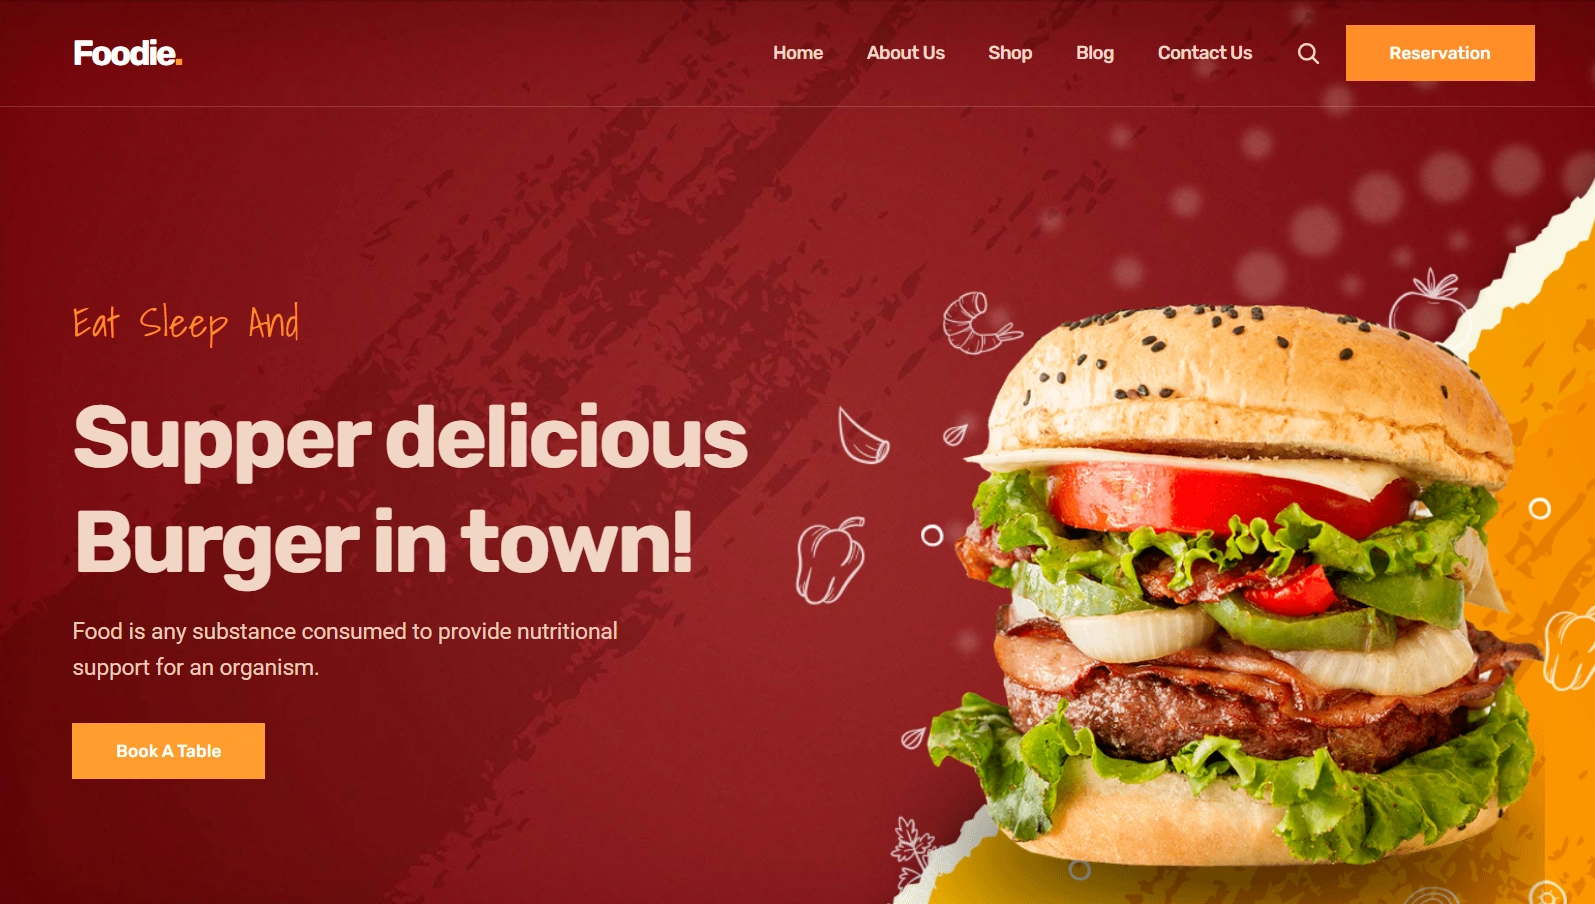 Foodie.
Home About Us Shop Blog Contact Us Reservation
Eat Sleep And
Supper delicious
Burger in town!
Food is any substance consumed to provide nutritional
support for an organism.
Book A Table